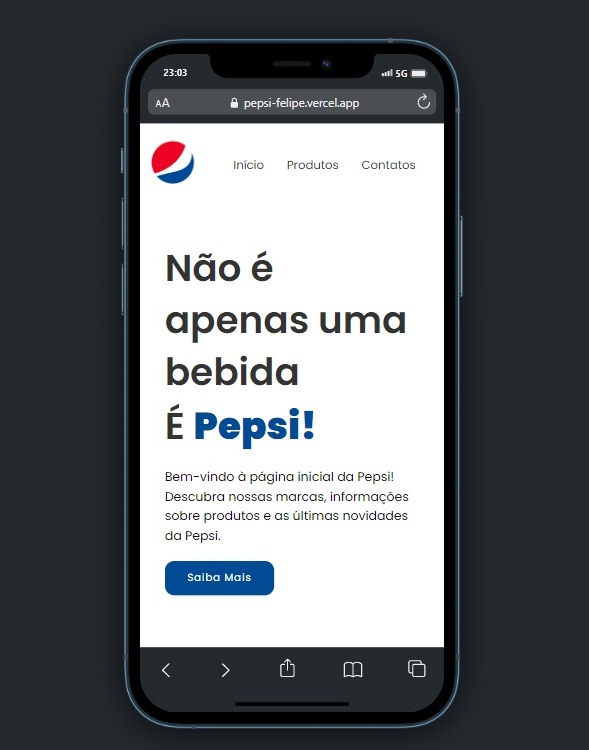 23:03
5G
AA
pepsi-felipe.vercel.app
Início Produtos Contatos
Não é
apenas uma
bebida
É Pepsi!
Bem-vindo à página inicial da Pepsi!
Descubra nossas marcas, informações
sobre produtos e as últimas novidades
da Pepsi.
Saiba Mais